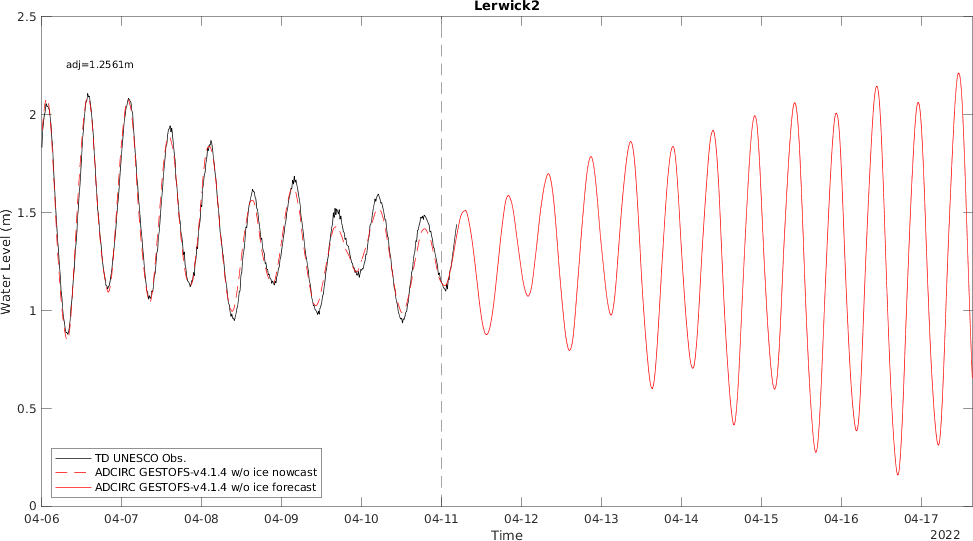 Lerwick2
adj=1.2561m
2.5
2
1.5
1
0.5
0
Water Level (m)
TD UNESCO Obs.
ADCIRC GESTOFS-v4.1.4 w/o ice nowcast
ADCIRC GESTOFS-v4.1.4 w/o ice forecast
04-06 04-07 04-08 04-09 04-10 04-11 04-12 04-13 04-14 04-15 04-16 04-17
Time
2022